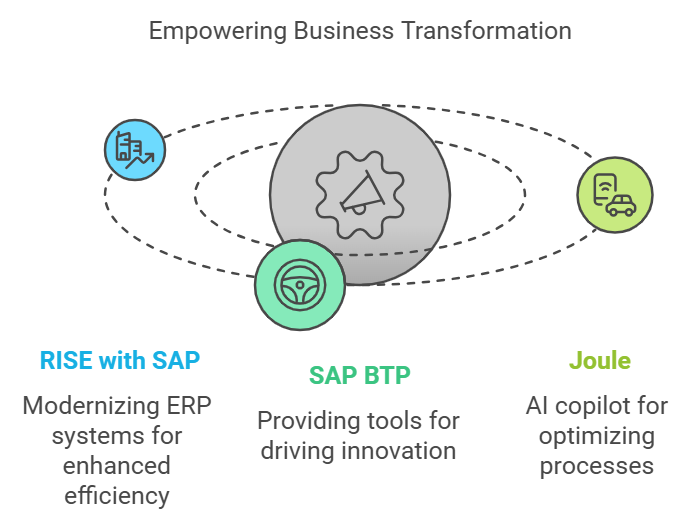 Empowering Business Transformation
RISE with SAP
Modernizing ERP
systems for
enhanced
efficiency
SAP BTP
Providing tools for
driving innovation
Joule
AI copilot for
optimizing
processes